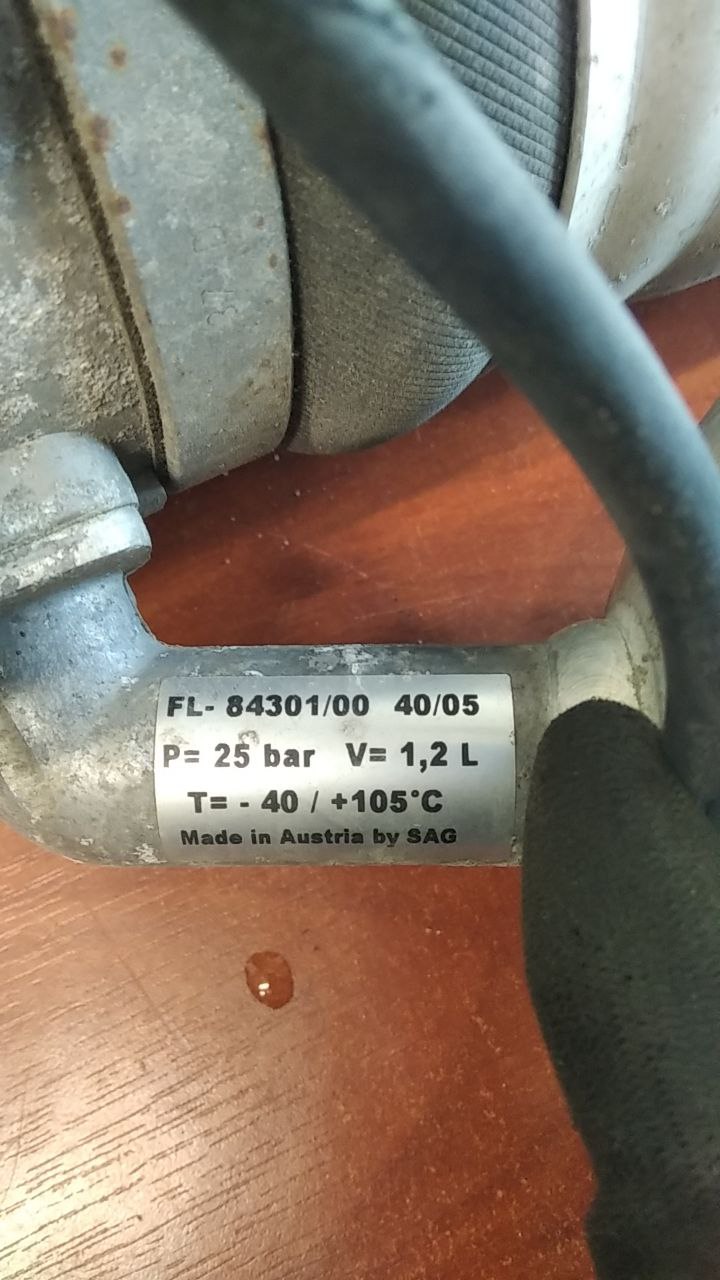 FL- 84301/00 40/05
P= 25 bar V= 1,2 L
T= - 40 / +105°C
Made in Austria by SAG